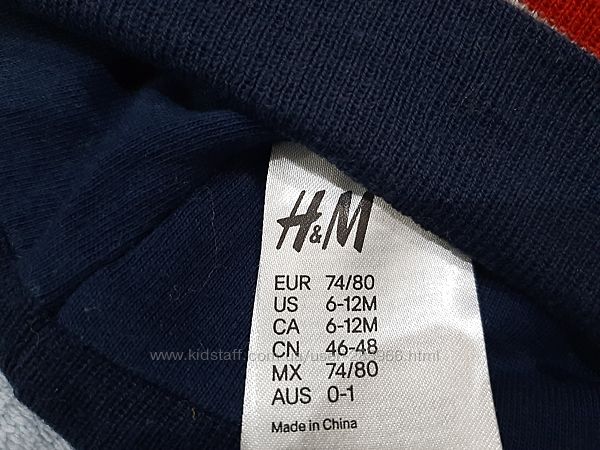 H&M
EUR 74/80
US 6-12M
CA 6-12M
CN 46-48
MX 74/80
AUS 0-1
Made in China